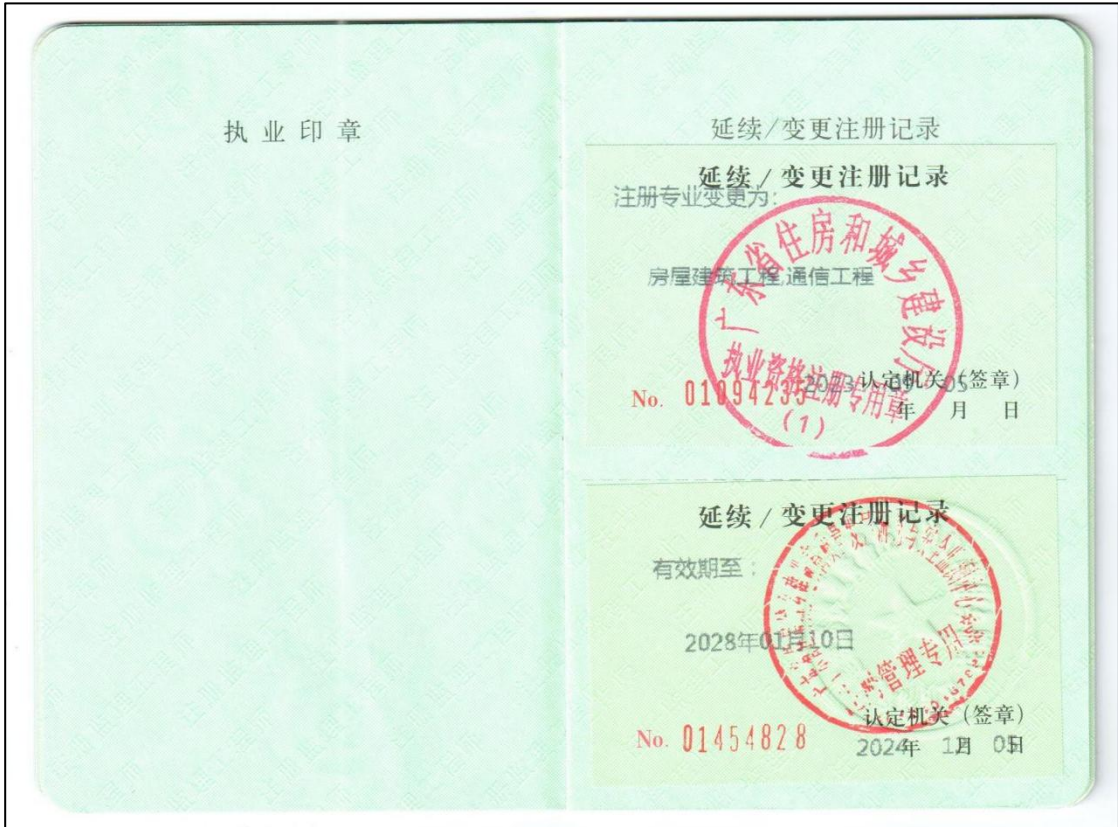 执业印章
延续/变更注册记录
延续/变更注册记录
注册专业变更为:
房屋建筑工程,通信工程
广东省住房和城乡建设厅
执业资格注册专用章
(1)
认定机关(签章)
No. 01094235
年 月 日
延续/变更注册记录
有效期至:
2028年01月10日
管理专用
认定机关(签章)
No. 01454828
2024年 12月 05日